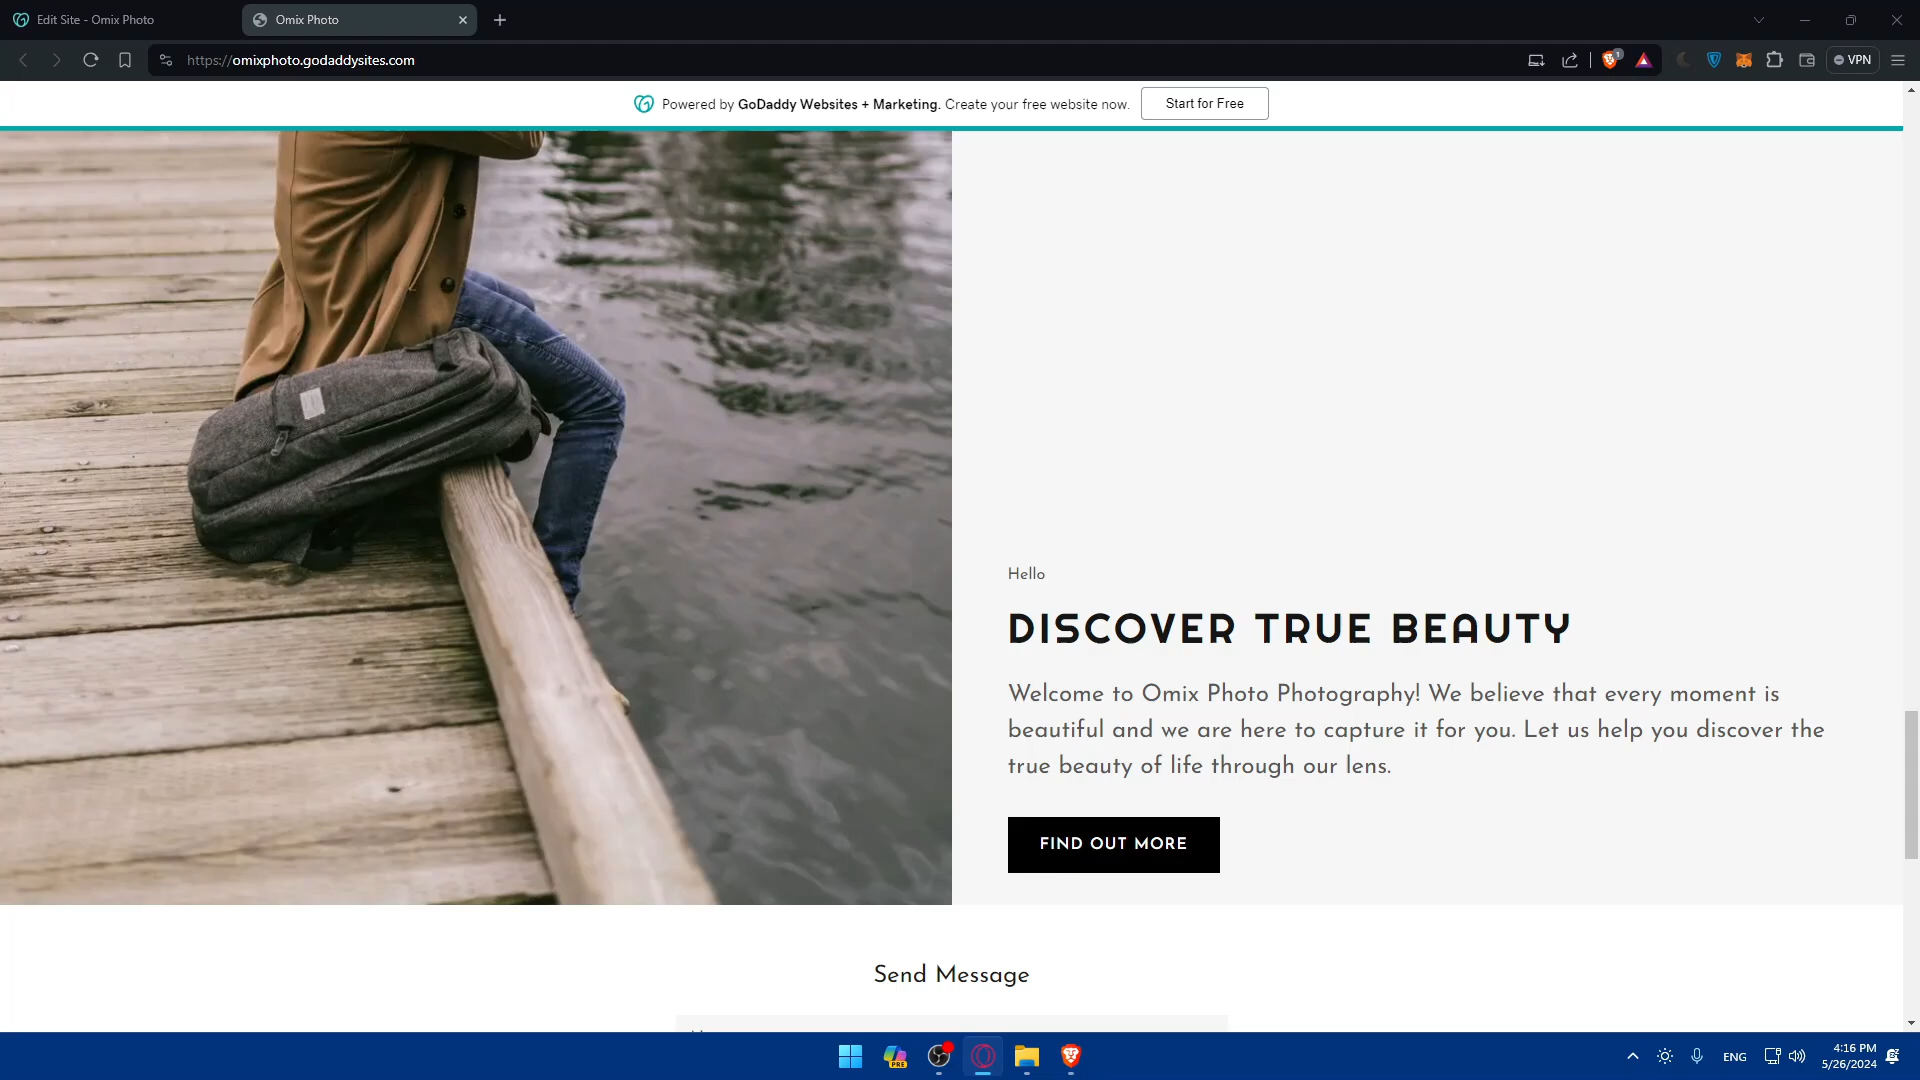 Edit Site - Omix Photo
Omix Photo
https://omixphoto.godaddysites.com
1
VPN
Powered by GoDaddy Websites + Marketing. Create your free website now.
Start for Free
Hello
DISCOVER TRUE BEAUTY
Welcome to Omix Photo Photography! We believe that every moment is
beautiful and we are here to capture it for you. Let us help you discover the
true beauty of life through our lens.
FIND OUT MORE
Send Message
PRE
ENG
4:16 PM
5/26/2024